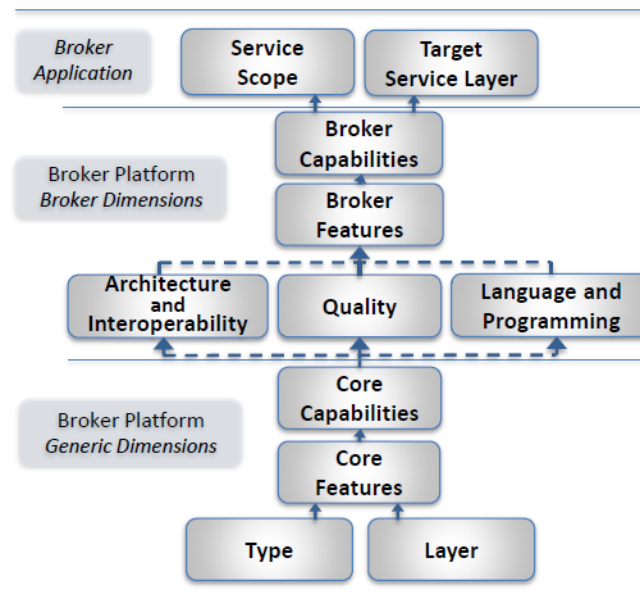 Broker
Application
Service
Scope
Target
Service Layer
Broker
Capabilities
Broker Platform
Broker Dimensions
Broker
Features
Architecture
and
Interoperability
Quality
Language and
Programming
Core
Capabilities
Broker Platform
Generic Dimensions
Core
Features
Type
Layer